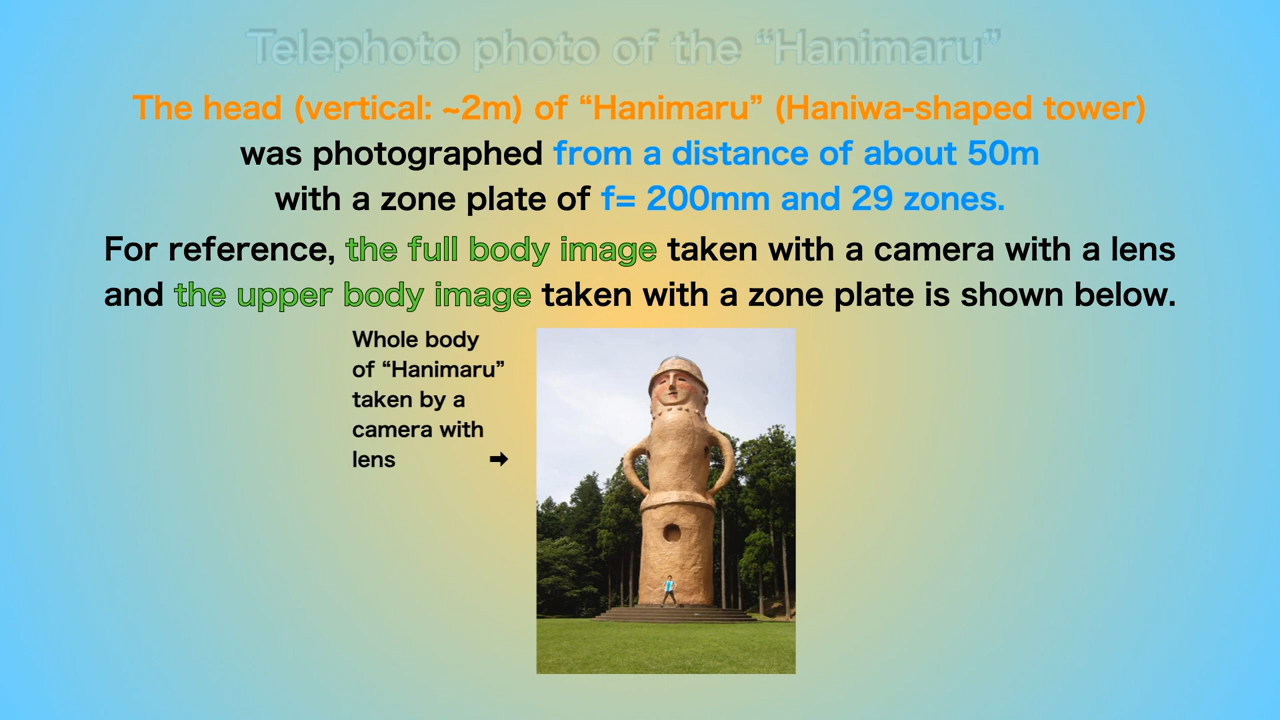 Telephoto photo of the “Hanimaru”
The head (vertical: ~2m) of “Hanimaru” (Haniwa-shaped tower)
was photographed from a distance of about 50m
with a zone plate of f= 200mm and 29 zones.
For reference, the full body image taken with a camera with a lens
and the upper body image taken with a zone plate is shown below.
Whole body
of “Hanimaru”
taken by a
camera with
lens ➡